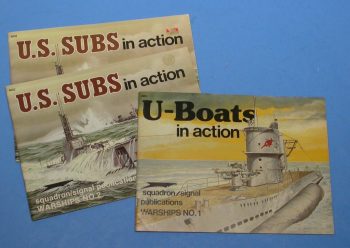 U.S. SUBS in action
U.S. SUBS in action
squadron/signal publications
WARSHIPS NO. 2
U-Boats
in action
squadron/signal
publications
WARSHIPS NO. 1